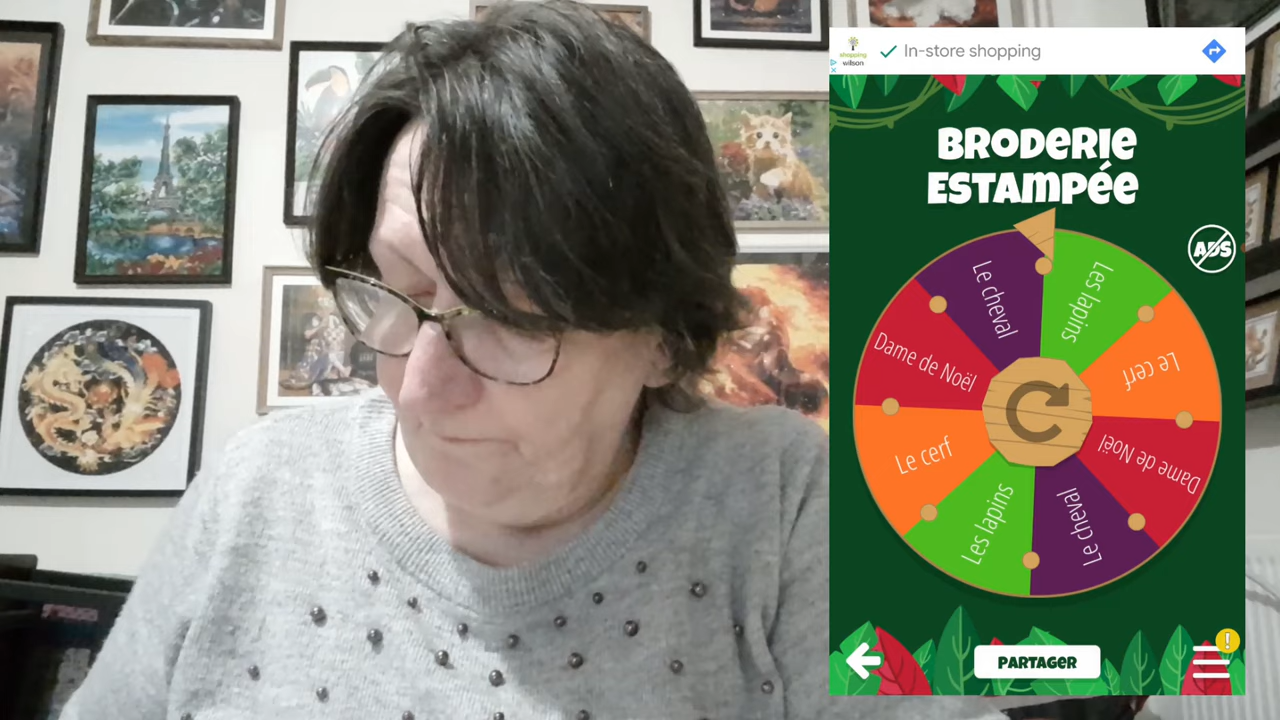 shopping
wilson
In-store shopping
BRODERIE
ESTAMPÉE
ADS
Le cheval
Les lapins
Dame de Noël
Le cerf
Le cerf
Dame de Noël
Les lapins
Le cheval
PARTAGER
!